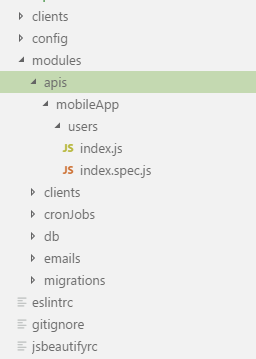 clients
config
modules
apis
mobileApp
users
JS index.js
JS index.spec.js
clients
cronJobs
db
emails
migrations
eslintrc
gitignore
jsbeautifyrc